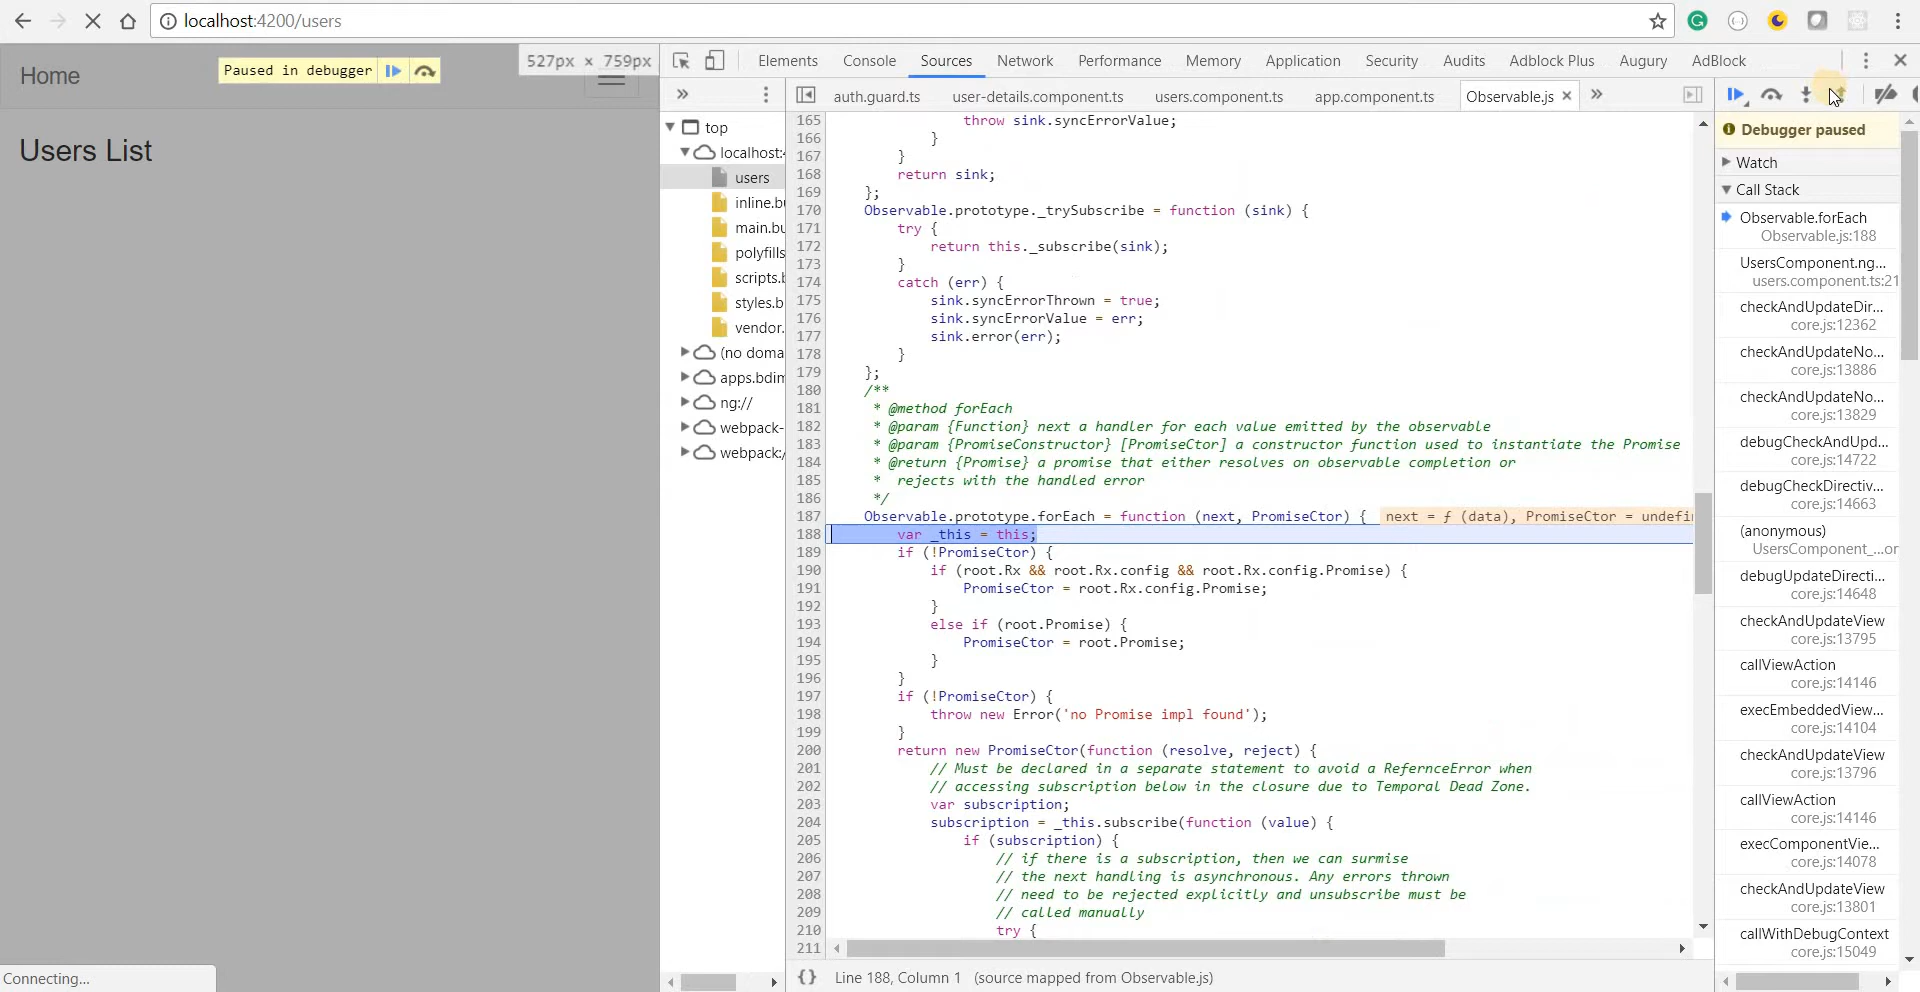 localhost:4200/users
Home
Paused in debugger
527px × 759px
Users List
Connecting...
Elements Console Sources Network Performance Memory Application Security Audits Adblock Plus Augury AdBlock
auth.guard.ts user-details.component.ts users.component.ts app.component.ts Observable.js
top
localhost:4
users
inline.bu
main.bu
polyfills
scripts.b
styles.b
vendor.
(no doma
apps.bdim
ng://
webpack-
webpack:/
165 throw sink.syncErrorValue;
166 }
167 }
168 return sink;
169 };
170 Observable.prototype._trySubscribe = function (sink) {
171 try {
172 return this._subscribe(sink);
173 }
174 catch (err) {
175 sink.syncErrorThrown = true;
176 sink.syncErrorValue = err;
177 sink.error(err);
178 }
179 };
180 /**
181 * @method forEach
182 * @param {Function} next a handler for each value emitted by the observable
183 * @param {PromiseConstructor} [PromiseCtor] a constructor function used to instantiate the Promise
184 * @return {Promise} a promise that either resolves on observable completion or
185 * rejects with the handled error
186 */
187 Observable.prototype.forEach = function (next, PromiseCtor) { next = ƒ (data), PromiseCtor = undefi
188 var _this = this;
189 if (!PromiseCtor) {
190 if (root.Rx && root.Rx.config && root.Rx.config.Promise) {
191 PromiseCtor = root.Rx.config.Promise;
192 }
193 else if (root.Promise) {
194 PromiseCtor = root.Promise;
195 }
196 }
197 if (!PromiseCtor) {
198 throw new Error('no Promise impl found');
199 }
200 return new PromiseCtor(function (resolve, reject) {
201 // Must be declared in a separate statement to avoid a RefernceError when
202 // accessing subscription below in the closure due to Temporal Dead Zone.
203 var subscription;
204 subscription = _this.subscribe(function (value) {
205 if (subscription) {
206 // if there is a subscription, then we can surmise
207 // the next handling is asynchronous. Any errors thrown
208 // need to be rejected explicitly and unsubscribe must be
209 // called manually
210 try {
211
{} Line 188, Column 1 (source mapped from Observable.js)
Debugger paused
Watch
Call Stack
Observable.forEach
Observable.js:188
UsersComponent.ng...
users.component.ts:21
checkAndUpdateDir...
core.js:12362
checkAndUpdateNo...
core.js:13886
checkAndUpdateNo...
core.js:13829
debugCheckAndUpd...
core.js:14722
debugCheckDirectiv...
core.js:14663
(anonymous)
UsersComponent_...or
debugUpdateDirecti...
core.js:14648
checkAndUpdateView
core.js:13795
callViewAction
core.js:14146
execEmbeddedView...
core.js:14104
checkAndUpdateView
core.js:13796
callViewAction
core.js:14146
execComponentVie...
core.js:14078
checkAndUpdateView
core.js:13801
callWithDebugContext
core.js:15049